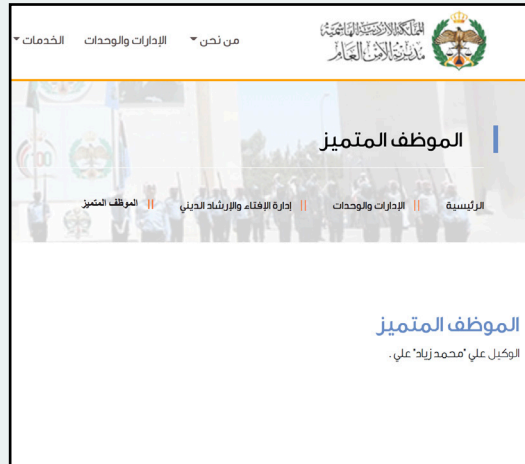 المملكة الأردنية الهاشمية
مديرية الأمن العام
من نحن
الإدارات والوحدات
الخدمات
الموظف المتميز
الرئيسية || الإدارات والوحدات || إدارة الإفتاء والإرشاد الديني || الموظف المتميز
الموظف المتميز
الوكيل علي "محمد زياد" علي .